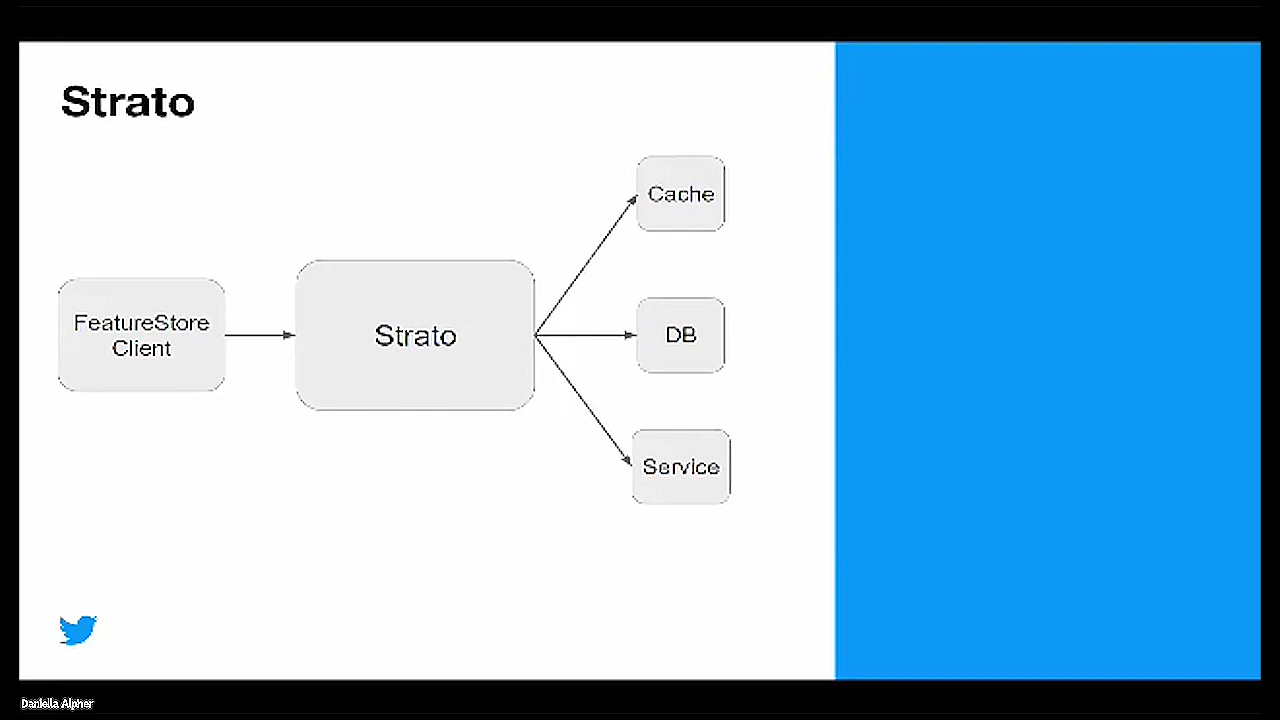 Strato
Cache
FeatureStore
Client
Strato
DB
Service
Daniella Alpher